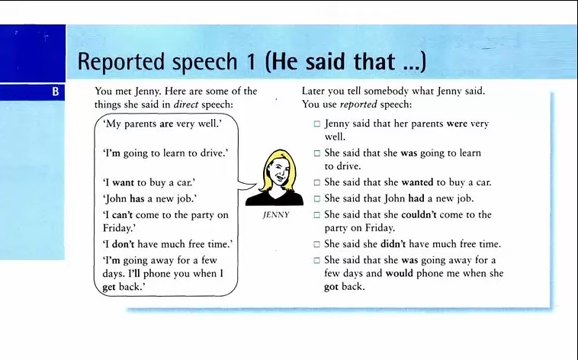 Reported speech 1 (He said that ...)
B
You met Jenny. Here are some of the
things she said in direct speech:
'My parents are very well.'
'I'm going to learn to drive.'
'I want to buy a car.'
'John has a new job.'
'I can't come to the party on
Friday.'
'I don't have much free time.'
'I'm going away for a few
days. I'll phone you when I
get back.'
JENNY
Later you tell somebody what Jenny said.
You use reported speech:
Jenny said that her parents were very
well.
She said that she was going to learn
to drive.
She said that she wanted to buy a car.
She said that John had a new job.
She said that she couldn't come to the
party on Friday.
She said she didn't have much free time.
She said that she was going away for a
few days and would phone me when she
got back.